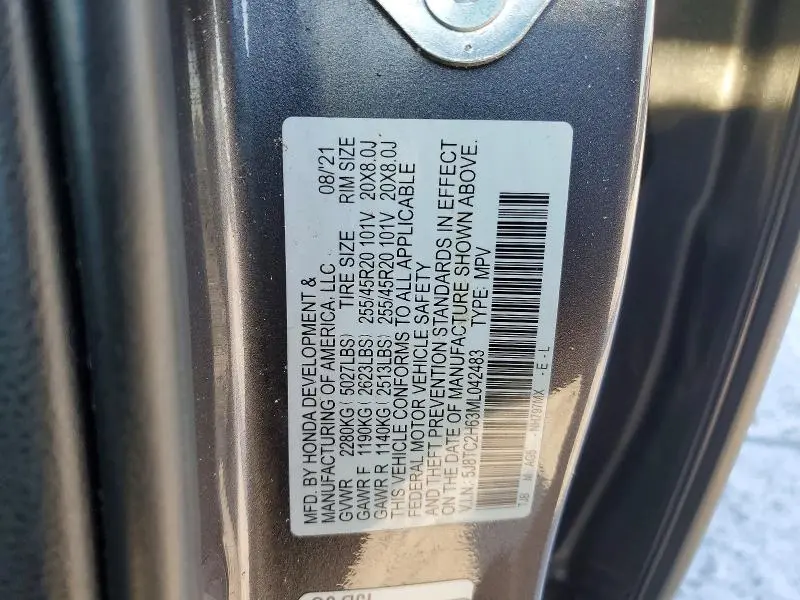 MFD. BY HONDA DEVELOPMENT &
MANUFACTURING OF AMERICA, LLC 08/'21
GVWR 2280KG ( 5027LBS) TIRE SIZE RIM SIZE
GAWR F 1190KG ( 2623LBS) 255/45R20 101V 20X8.0J
GAWR R 1140KG ( 2513LBS) 255/45R20 101V 20X8.0J
THIS VEHICLE CONFORMS TO ALL APPLICABLE
FEDERAL MOTOR VEHICLE SAFETY
AND THEFT PREVENTION STANDARDS IN EFFECT
ON THE DATE OF MANUFACTURE SHOWN ABOVE.
V.I.N.: 5J8TC2H63ML042483 TYPE: MPV
TJB M AG5 NH797MX - E - L